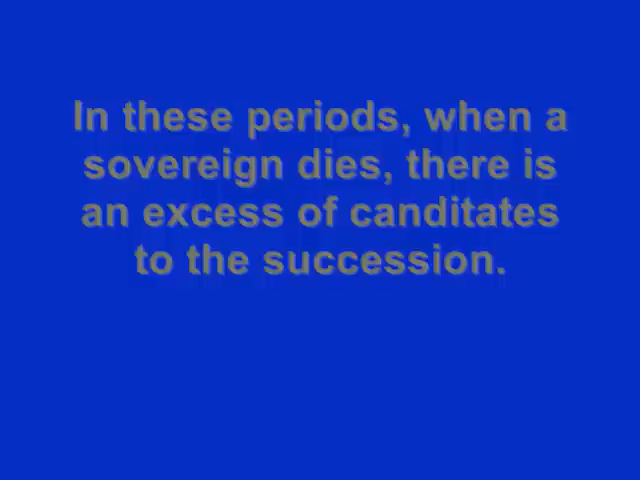 In these periods, when a
sovereign dies, there is
an excess of canditates
to the succession.